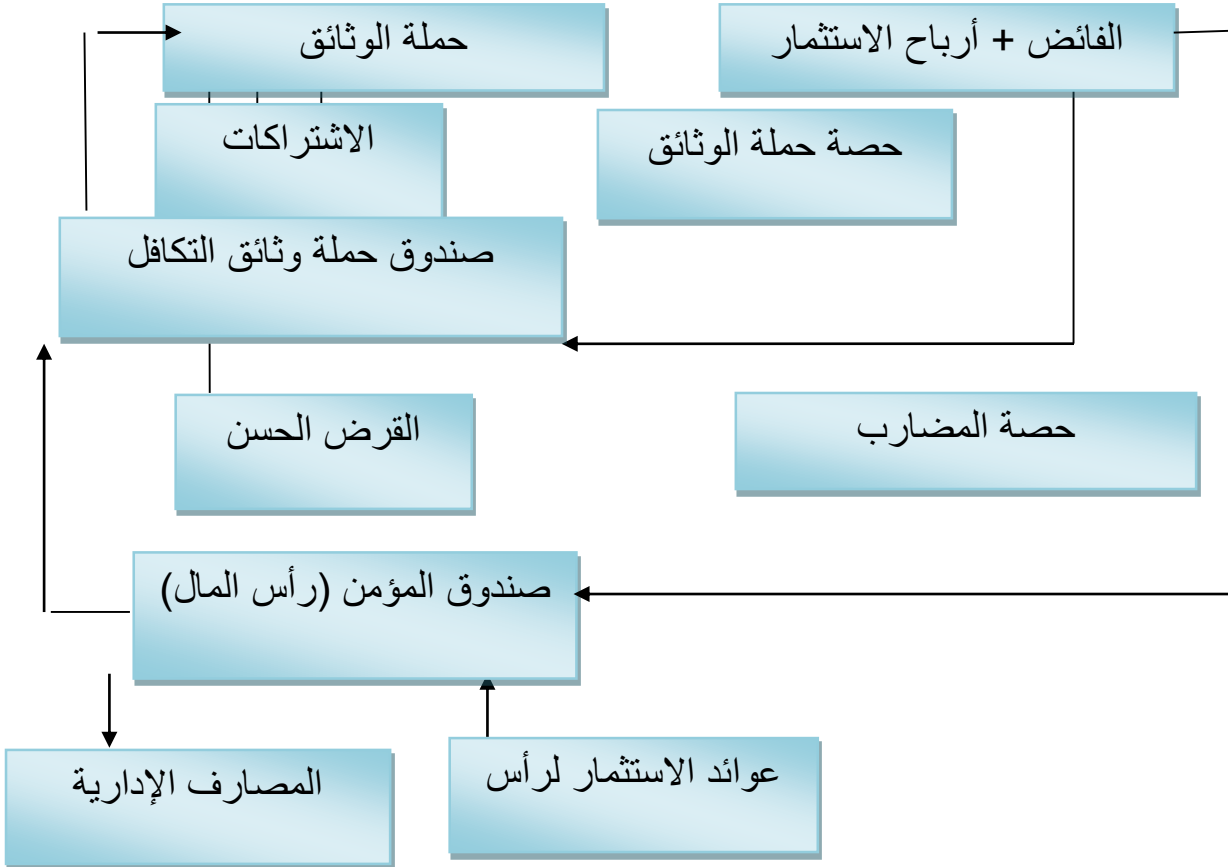 الفائض + أرباح الاستثمار
حملة الوثائق
حصة حملة الوثائق
الاشتراكات
صندوق حملة وثائق التكافل
حصة المضارب
القرض الحسن
صندوق المؤمن (رأس المال)
عوائد الاستثمار لرأس
المصارف الإدارية